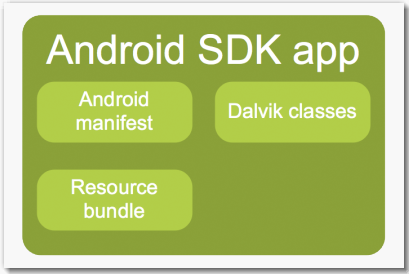 Android SDK app
Android
manifest
Dalvik classes
Resource
bundle